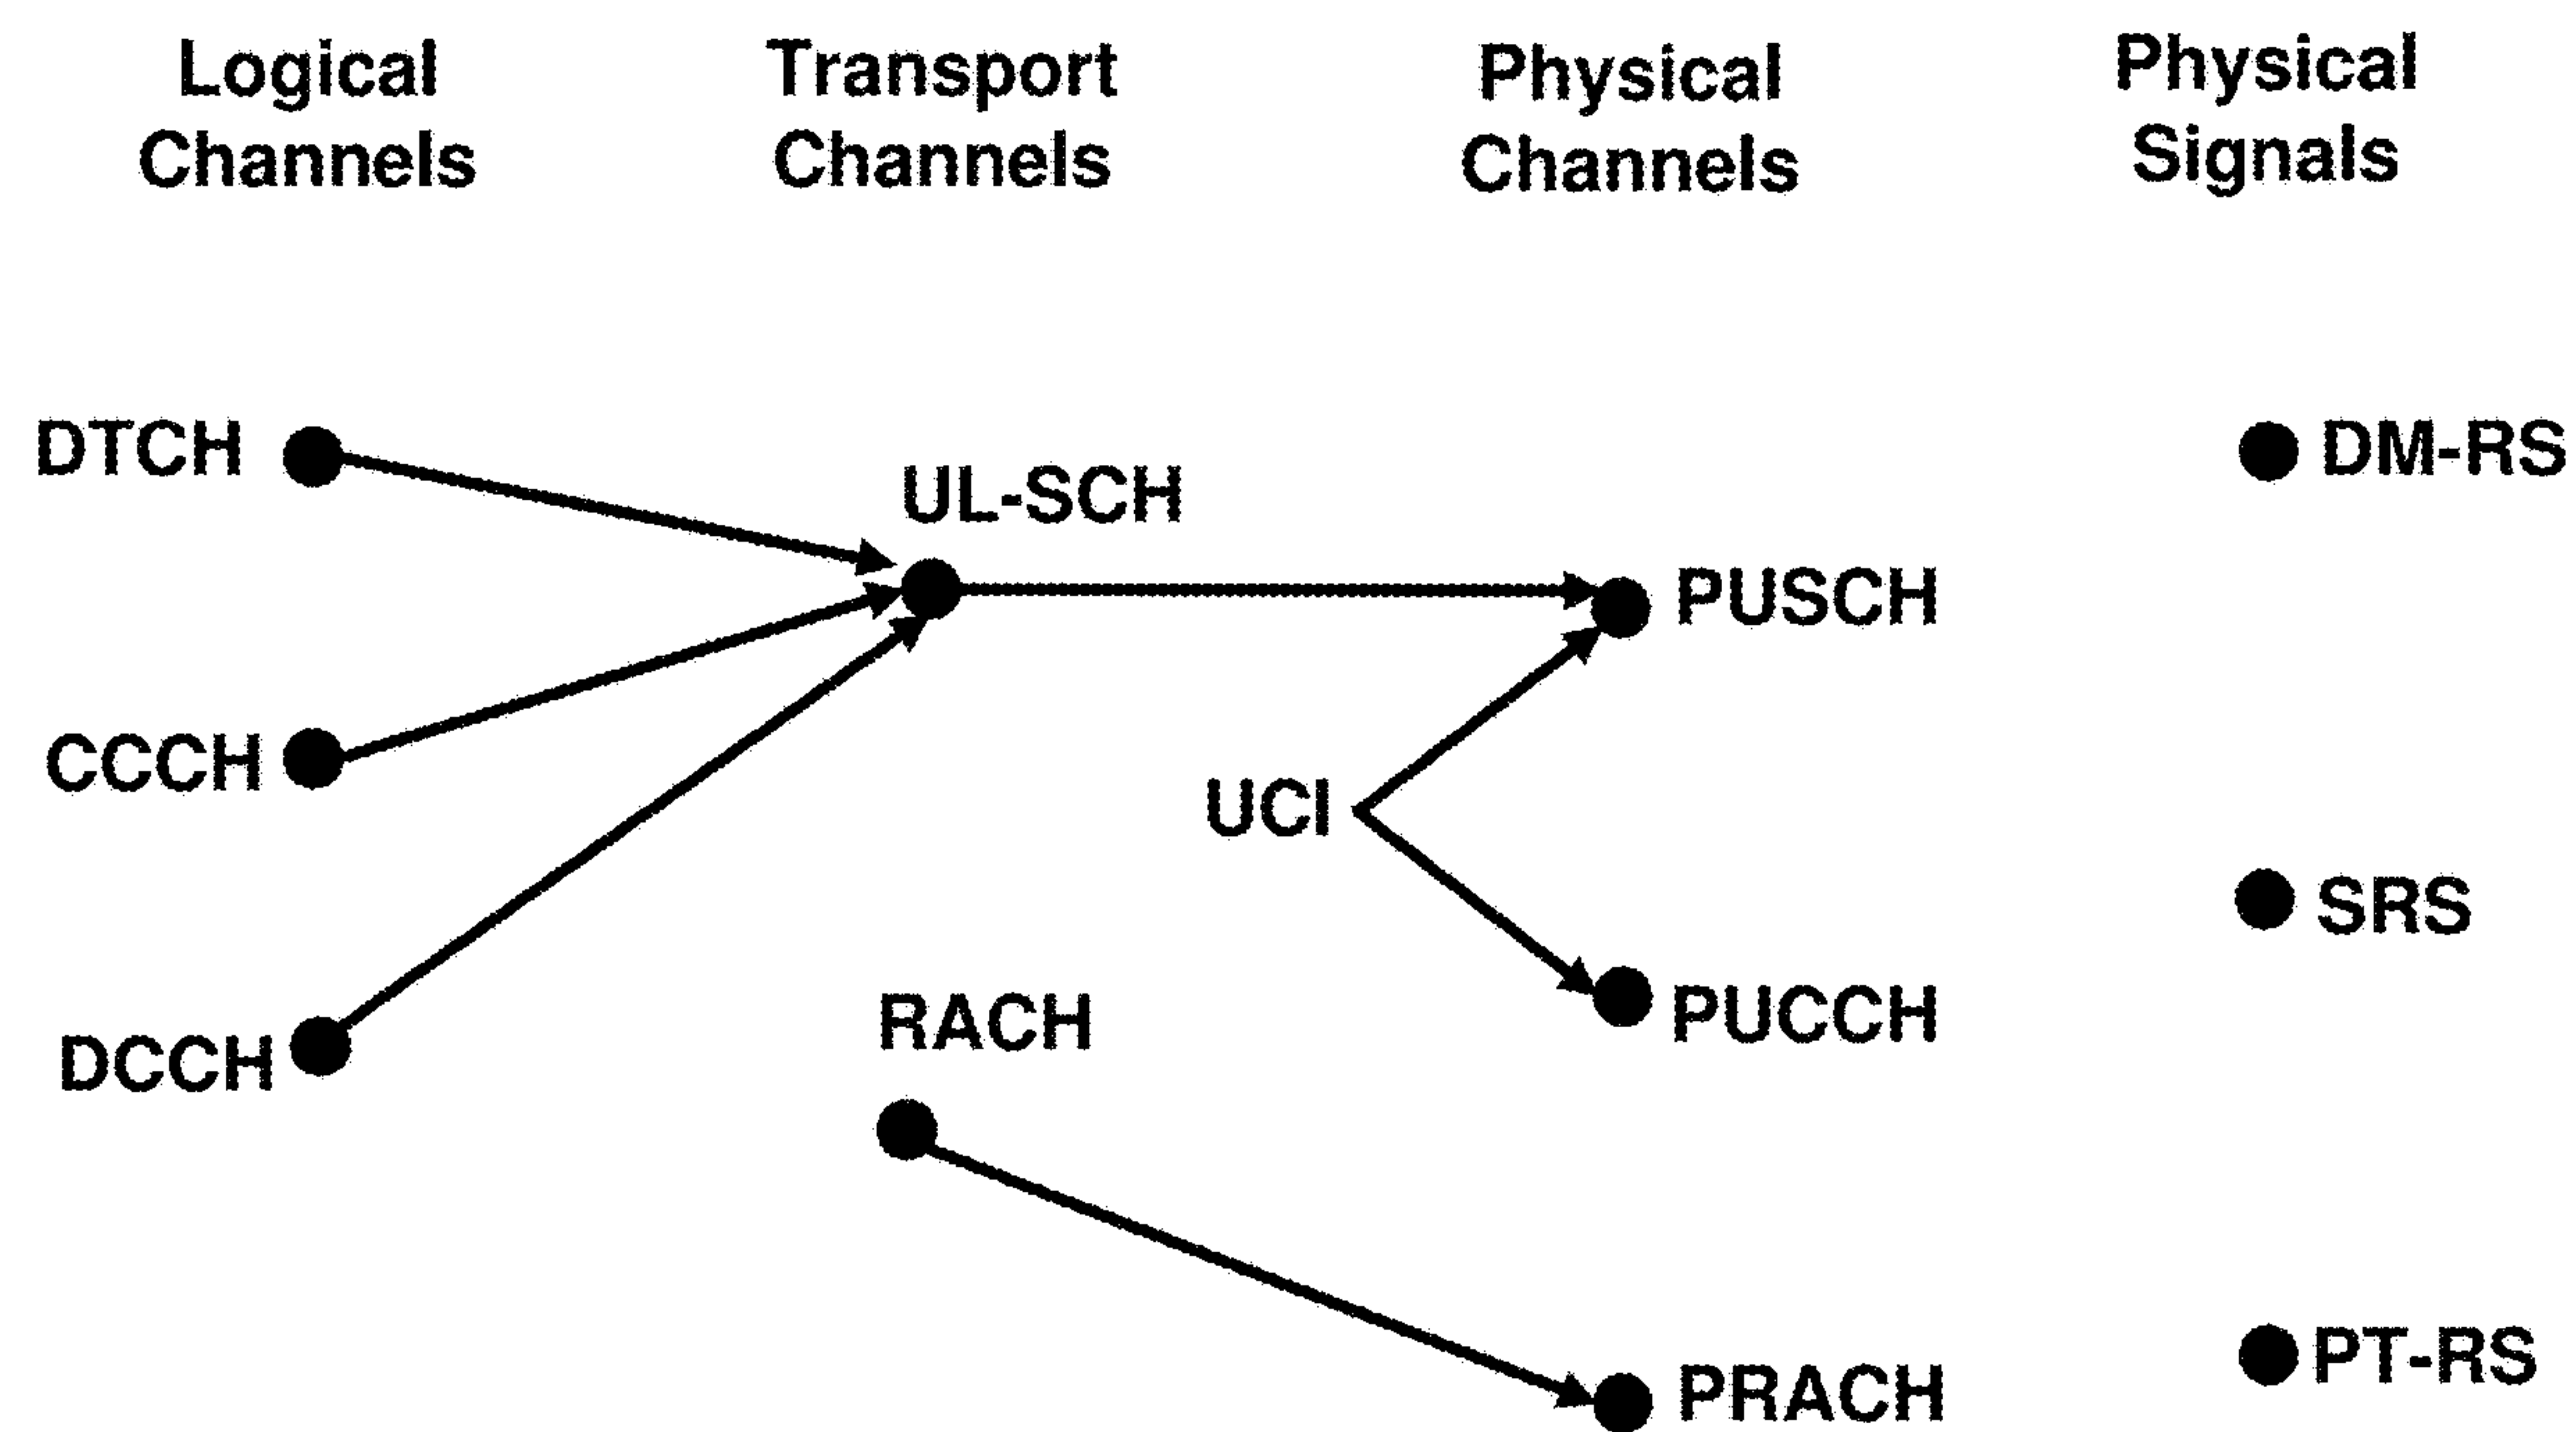 Logical
Channels
Transport
Channels
Physical
Channels
Physical
Signals
DTCH
UL-SCH
DM-RS
PUSCH
CCCH
UCI
SRS
DCCH
RACH
PUCCH
PRACH
PT-RS